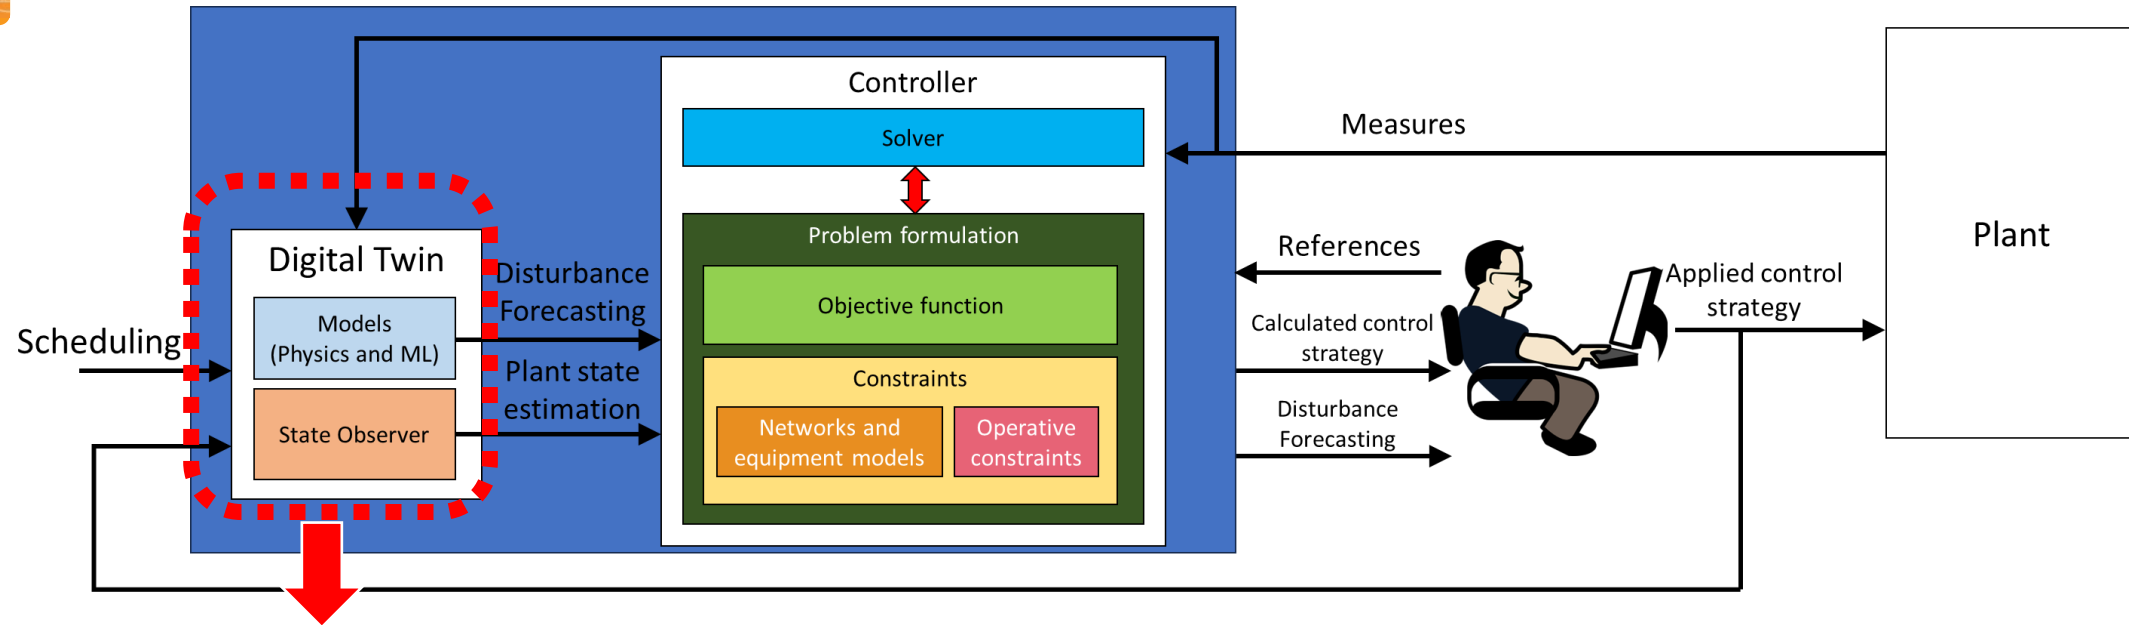 Controller
Solver
Measures
Problem formulation
Plant
Digital Twin
Disturbance
Forecasting
References
Applied control
strategy
Objective function
Models
(Physics and ML)
Scheduling
Calculated control
strategy
Plant state
estimation
Constraints
State Observer
Networks and
equipment models
Operative
constraints
Disturbance
Forecasting